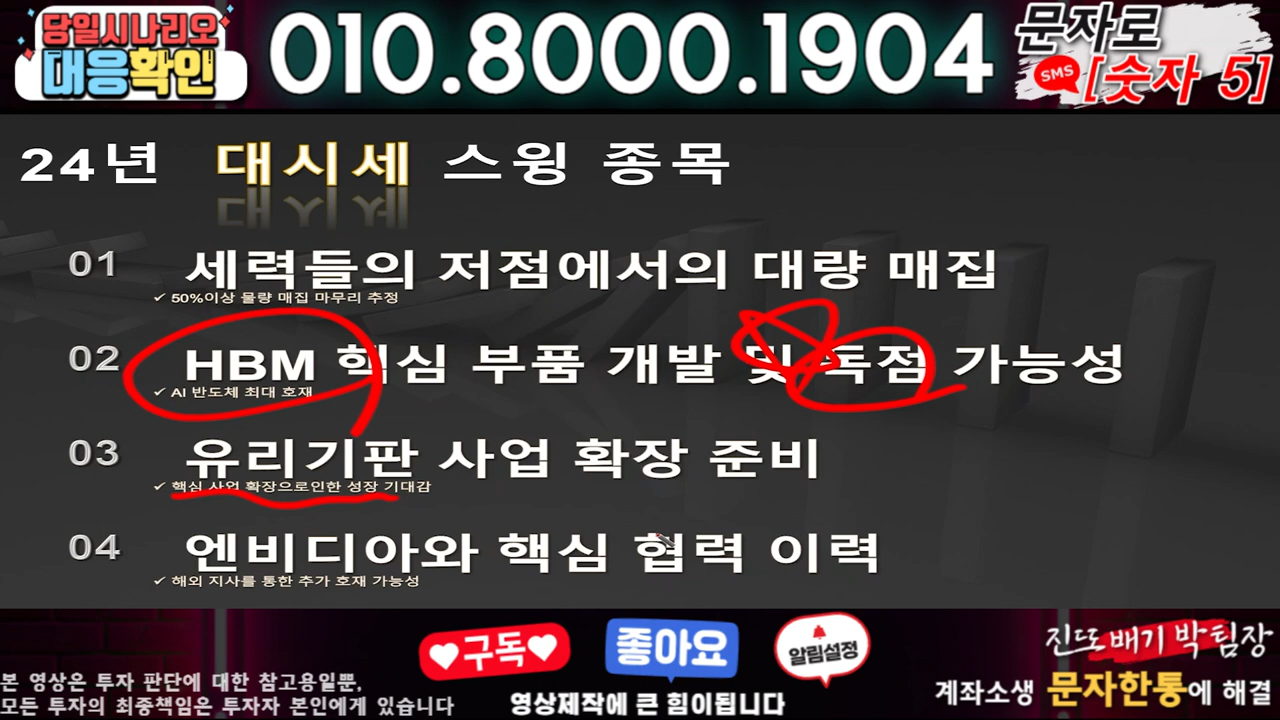 당일시나리오
대응확인
010.8000.1904
문자로
SMS
[숫자 5]
24년 대시세 스윙 종목
01 세력들의 저점에서의 대량 매집
✓ 50%이상 물량 매집 마무리 추정
02 HBM 핵심 부품 개발 및 독점 가능성
✓ AI 반도체 최대 호재
03 유리기판 사업 확장 준비
✓ 핵심 사업 확장으로인한 성장 기대감
04 엔비디아와 핵심 협력 이력
✓ 해외 지사를 통한 추가 호재 가능성
본 영상은 투자 판단에 대한 참고용일뿐,
모든 투자의 최종책임은 투자자 본인에게 있습니다
구독
좋아요
알림설정
영상제작에 큰 힘이됩니다
진또배기 박팀장
계좌소생 문자한통에 해결